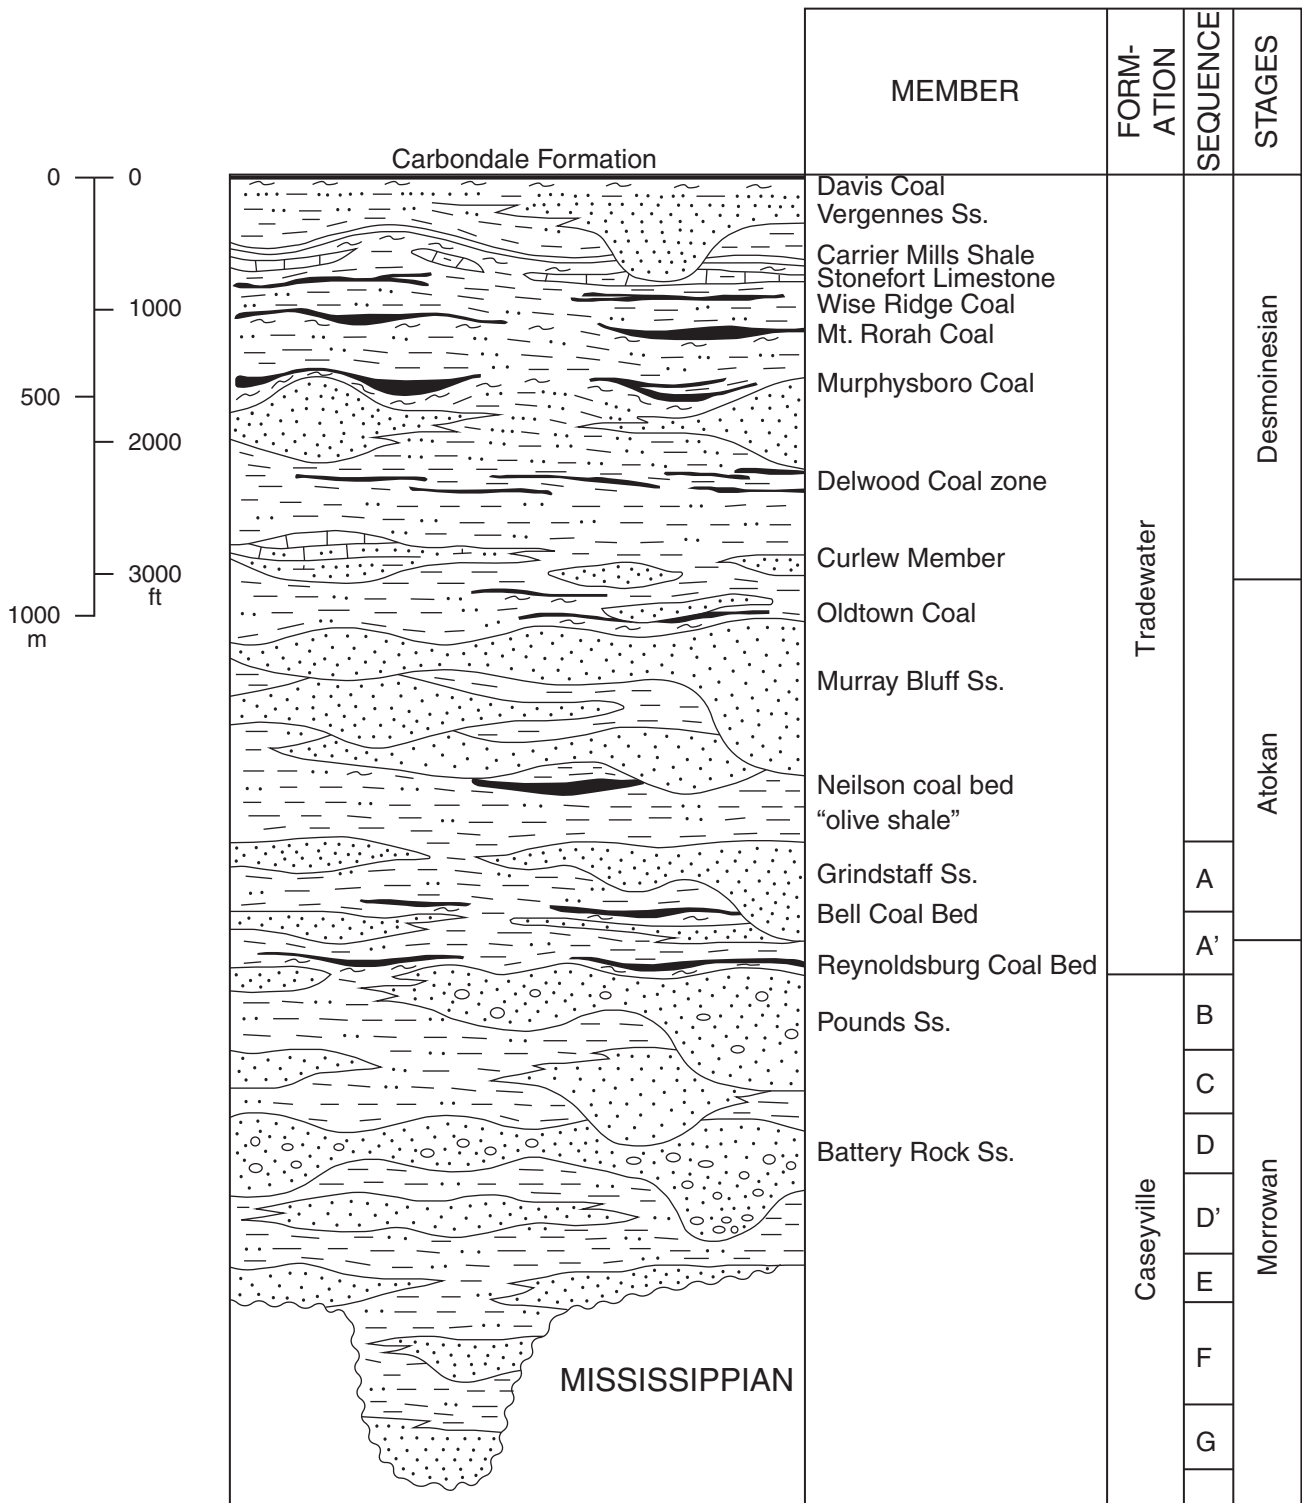 MEMBER
FORM-
ATION
SEQUENCE
STAGES
Carbondale Formation
0
0
1000
500
2000
3000
ft
1000
m
Davis Coal
Vergennes Ss.
Carrier Mills Shale
Stonefort Limestone
Wise Ridge Coal
Mt. Rorah Coal
Murphysboro Coal
Delwood Coal zone
Curlew Member
Oldtown Coal
Murray Bluff Ss.
Neilson coal bed
“olive shale”
Grindstaff Ss.
Bell Coal Bed
Reynoldsburg Coal Bed
Pounds Ss.
Battery Rock Ss.
MISSISSIPPIAN
Tradewater
Caseyville
A
A’
B
C
D
D’
E
F
G
Desmoinesian
Atokan
Morrowan